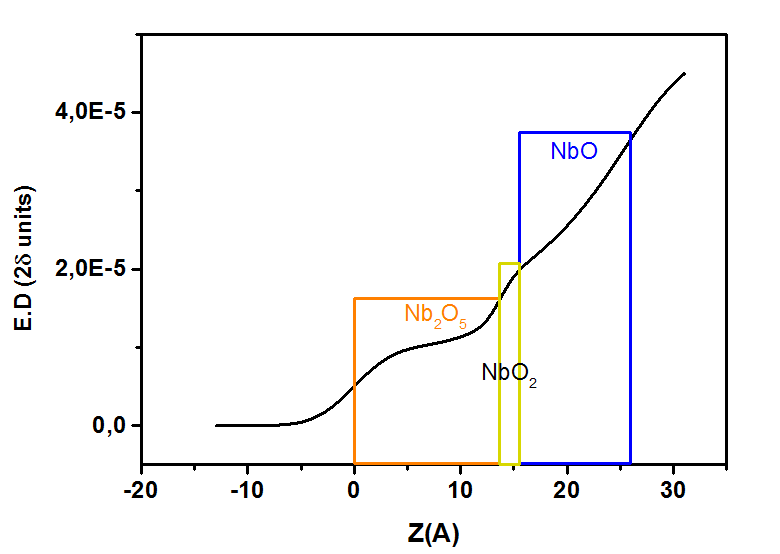 4,0E-5
2,0E-5
0,0
E.D (2δ units)
NbO
Nb₂O₅
NbO₂
-20 -10 0 10 20 30
Z(A)